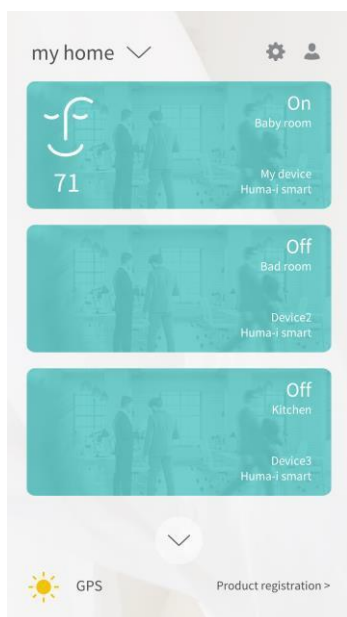 my home
On
Baby room
71
My device
Huma-i smart
Off
Bad room
Device2
Huma-i smart
Off
Kitchen
Device3
Huma-i smart
GPS
Product registration >